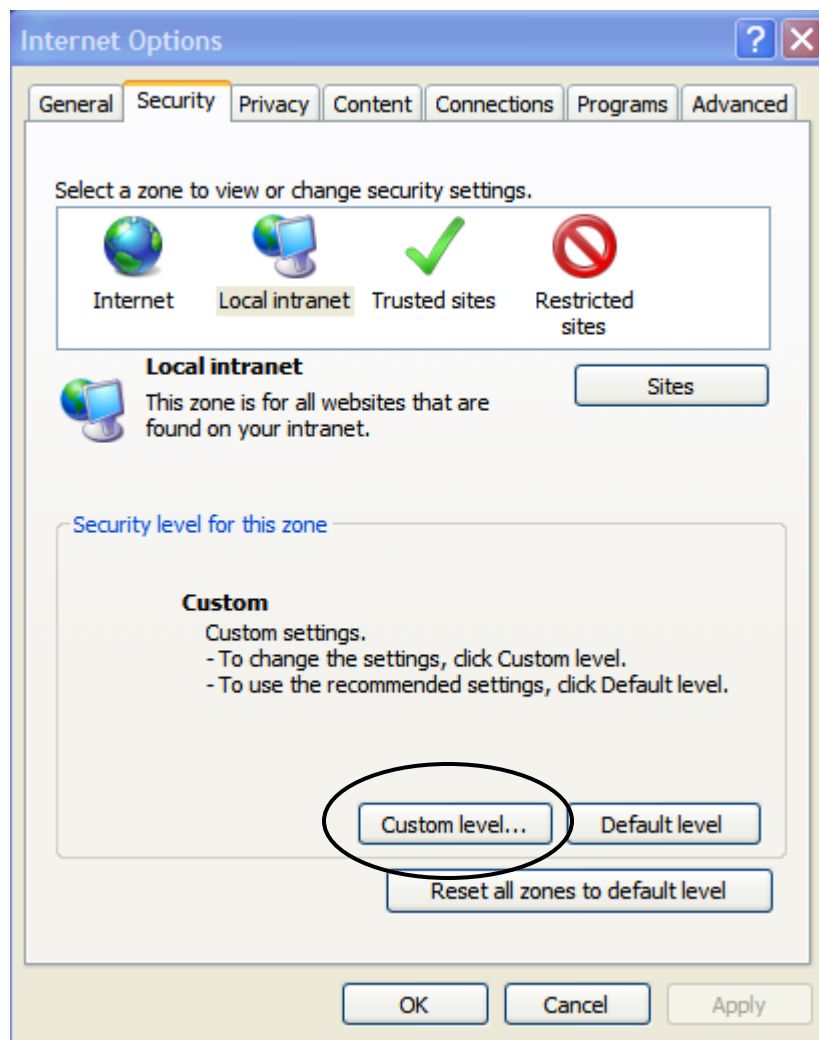 Internet Options
General Security Privacy Content Connections Programs Advanced
Select a zone to view or change security settings.
Internet Local intranet Trusted sites Restricted
sites
Local intranet
Sites
This zone is for all websites that are
found on your intranet.
Security level for this zone
Custom
Custom settings.
- To change the settings, click Custom level.
- To use the recommended settings, click Default level.
Custom level... Default level
Reset all zones to default level
OK Cancel Apply